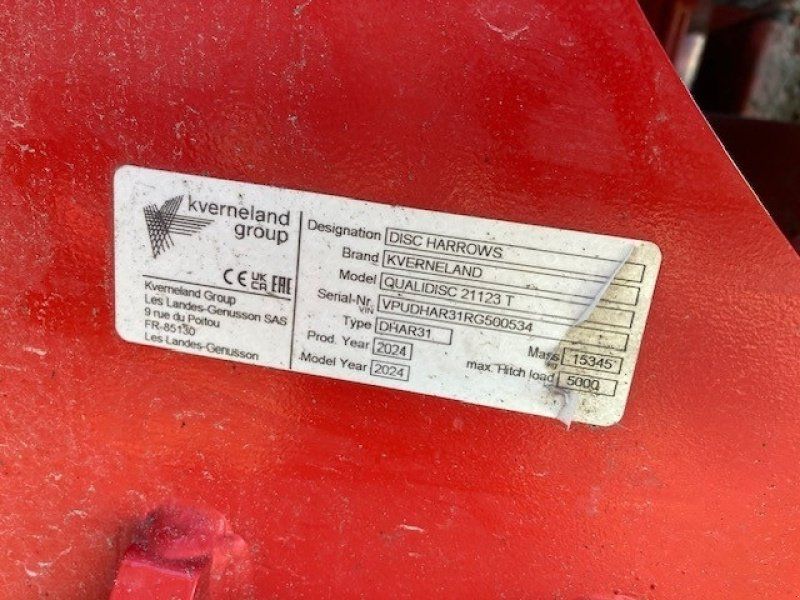 kverneland
group
CE UK CA EAC
Kverneland Group
Les Landes-Genusson SAS
9 rue du Poitou
FR-85130
Les Landes-Genusson
Designation DISC HARROWS
Brand KVERNELAND
Model QUALIDISC 21123 T
Serial-Nr. VPUDHAR31RG500534
VIN
Type DHAR31
Prod. Year 2024
Model Year 2024
Mass 15345
kg
max. Hitch load 5000